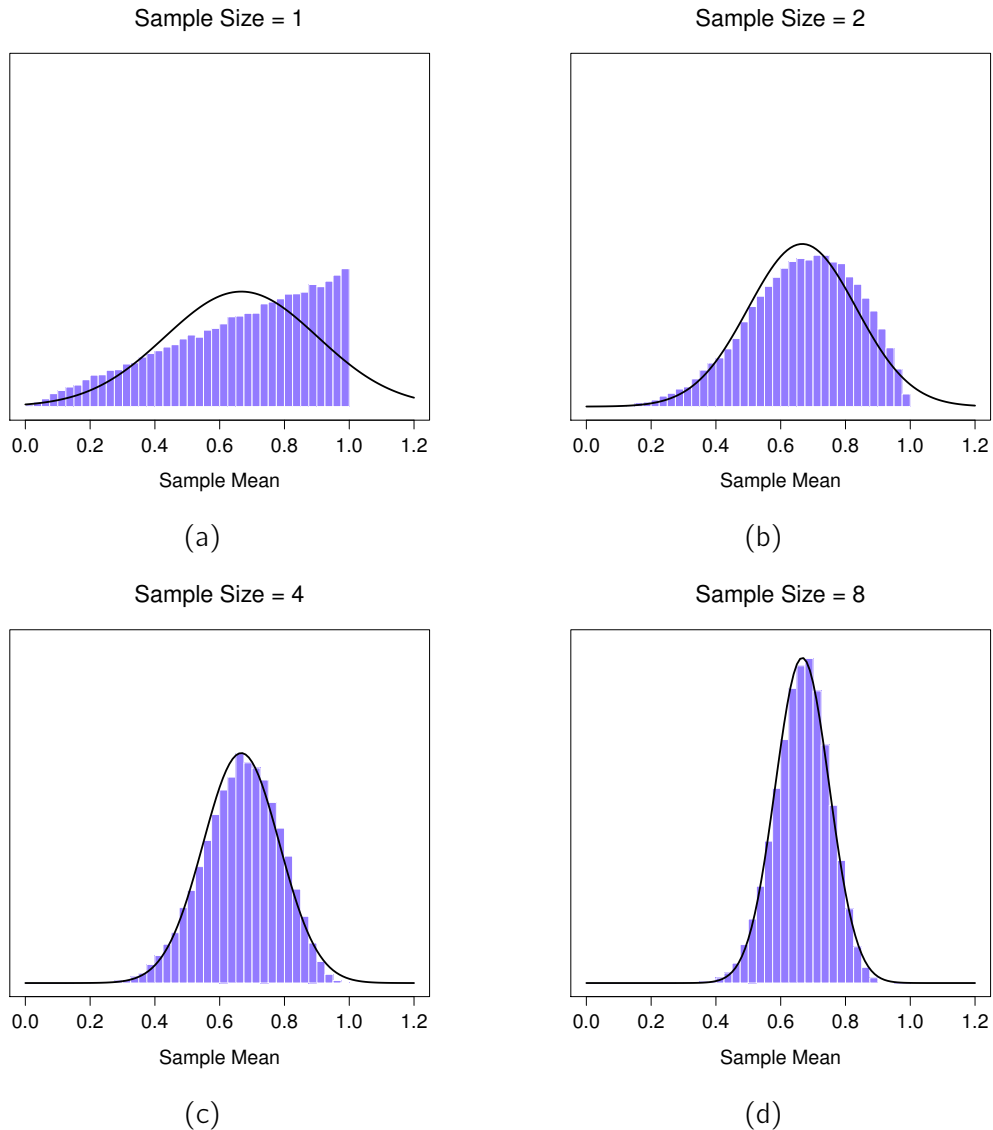 Sample Size = 1
0.0 0.2 0.4 0.6 0.8 1.0 1.2
Sample Mean
(a)
Sample Size = 2
0.0 0.2 0.4 0.6 0.8 1.0 1.2
Sample Mean
(b)
Sample Size = 4
0.0 0.2 0.4 0.6 0.8 1.0 1.2
Sample Mean
(c)
Sample Size = 8
0.0 0.2 0.4 0.6 0.8 1.0 1.2
Sample Mean
(d)